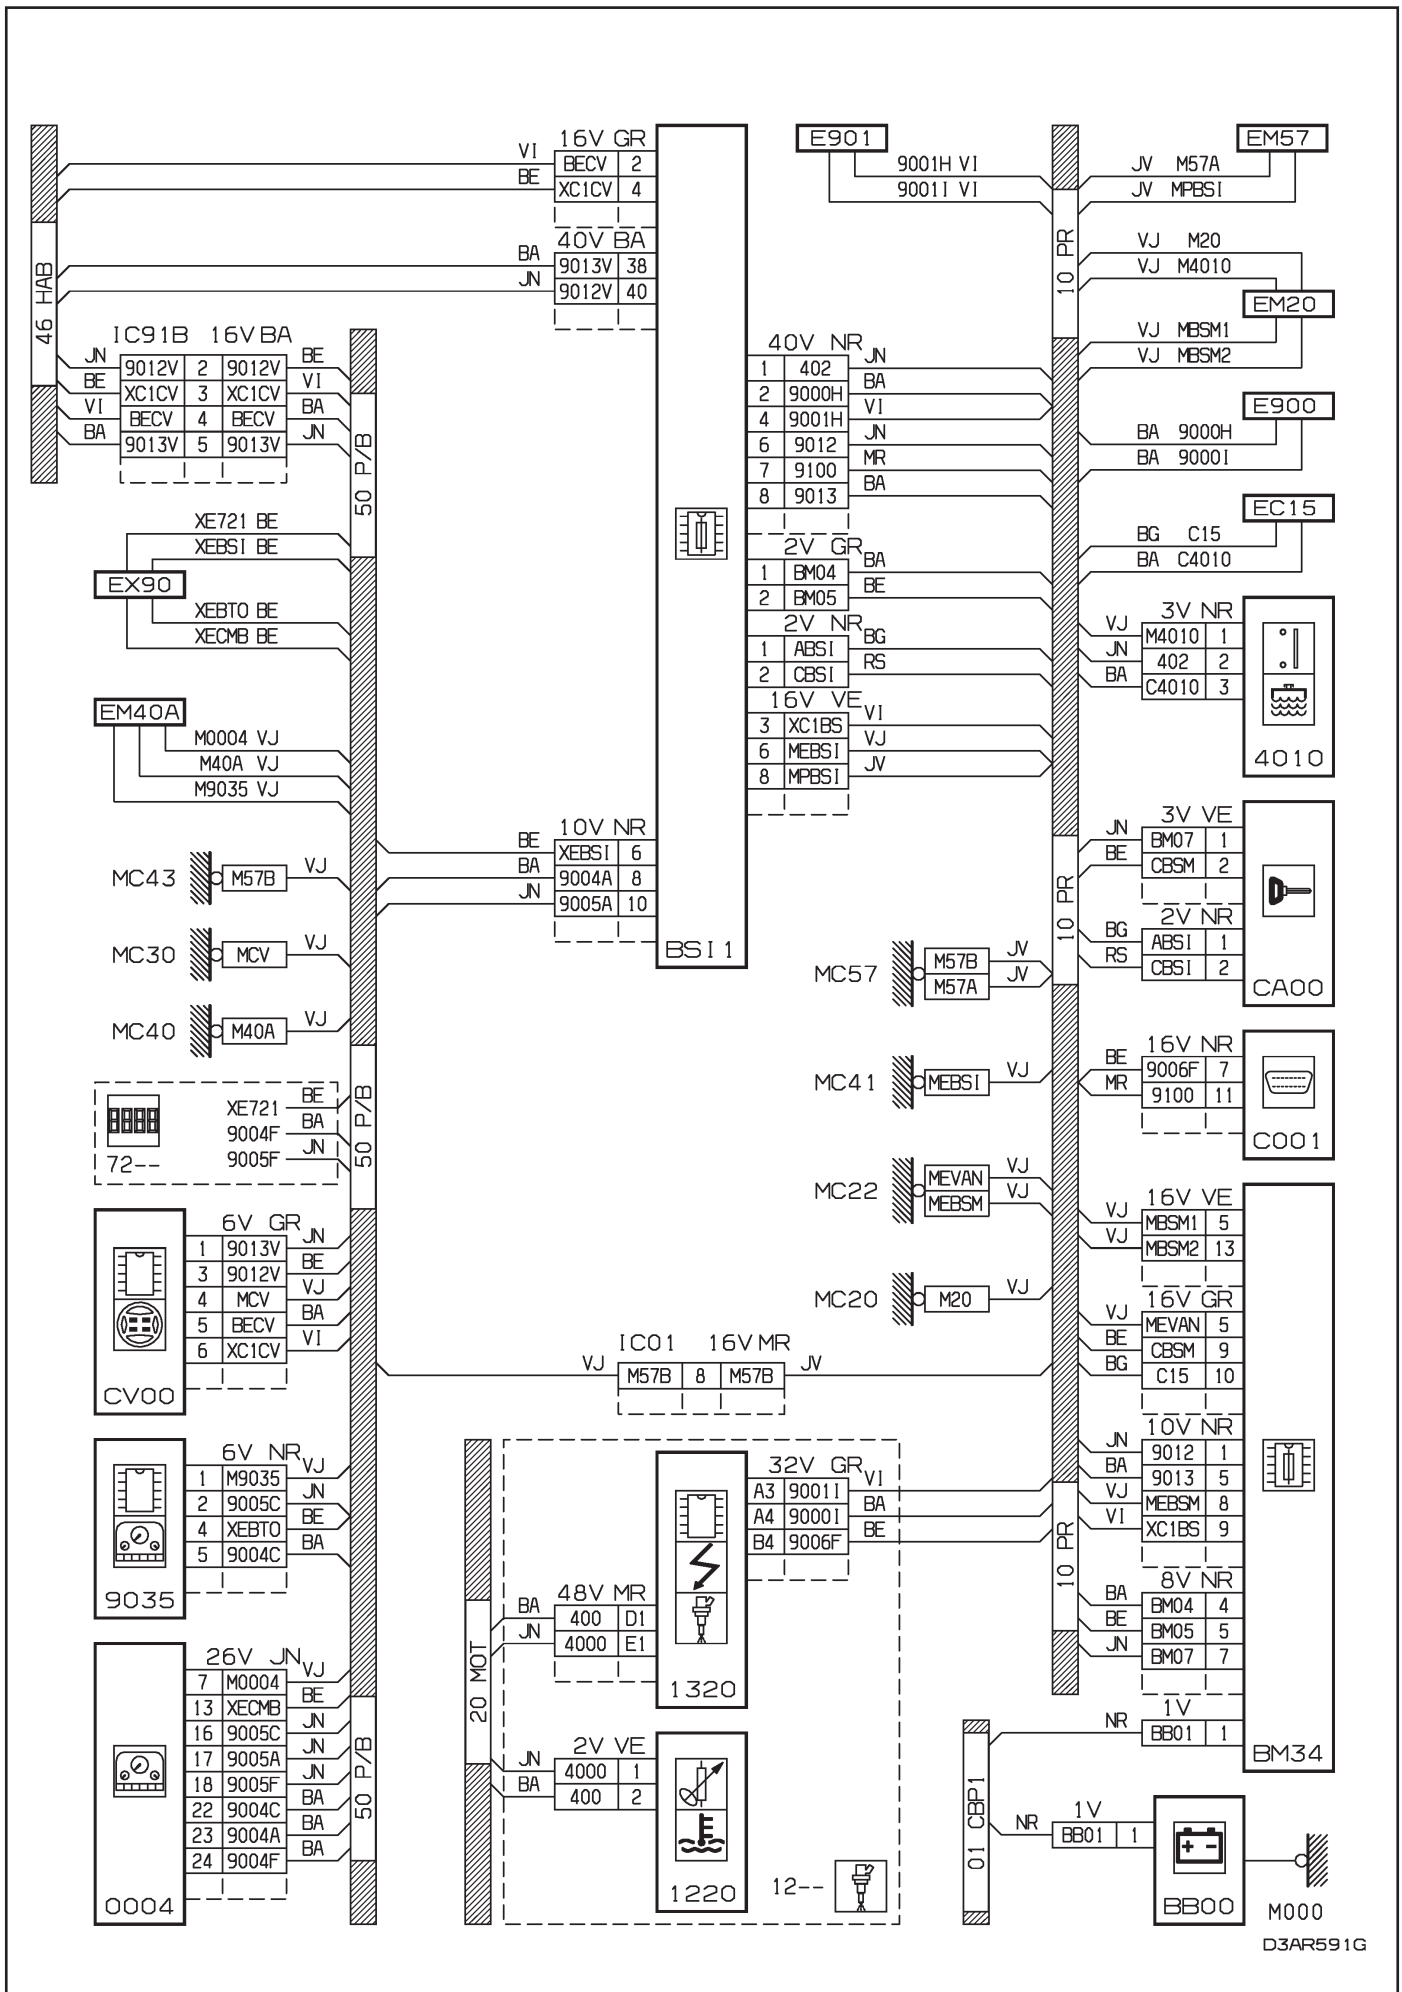 16V GR
VI BECV 2
BE XC1CV 4
40V BA
BA 9013V 38
JN 9012V 40
46 HAB
IC91B 16V BA
JN 9012V 2 9012V BE
BE XC1CV 3 XC1CV VI
VI BECV 4 BECV BA
BA 9013V 5 9013V JN
50 P/B
XE721 BE
XEBSI BE
EX90
XEBTO BE
XECMB BE
EM40A
M0004 VJ
M40A VJ
M9035 VJ
MC43 M57B VJ
MC30 MCV VJ
MC40 M40A VJ
XE721 BE
9004F BA
9005F JN
72--
50 P/B
6V GR
1 9013V JN
3 9012V BE
4 MCV VJ
5 BECV BA
6 XC1CV VI
CV00
6V NR
1 M9035 VJ
2 9005C JN
4 XEBTO BE
5 9004C BA
9035
26V JN
7 M0004 VJ
13 XECMB BE
16 9005C JN
17 9005A JN
18 9005F JN
22 9004C BA
23 9004A BA
24 9004F BA
0004
50 P/B
10V NR
BE XEBSI 6
BA 9004A 8
JN 9005A 10
BSI1
40V NR
1 402 JN
2 9000H BA
4 9001H VI
6 9012 JN
7 9100 MR
8 9013 BA
2V GR
1 BM04 BA
2 BM05 BE
2V NR
1 ABSI BG
2 CBSI RS
16V VE
3 XC1BS VI
6 MEBSI VJ
8 MPBSI JV
E901
9001H VI
9001I VI
MC57 M57B JV
M57A JV
MC41 MEBSI VJ
MC22 MEVAN VJ
MEBSM VJ
MC20 M20 VJ
IC01 16V MR
VJ M57B 8 M57B JV
20 MOT
48V MR
BA 400 D1
JN 4000 E1
32V GR
A3 9001I VI
A4 9000I BA
B4 9006F BE
1320
2V VE
JN 4000 1
BA 400 2
1220
12--
10 PR
10 PR
10 PR
EM57
JV M57A
JV MPBSI
VJ M20
VJ M4010
EM20
VJ MBSM1
VJ MBSM2
E900
BA 9000H
BA 9000I
EC15
BG C15
BA C4010
3V NR
VJ M4010 1
JN 402 2
BA C4010 3
4010
3V VE
JN BM07 1
BE CBSM 2
2V NR
BG ABSI 1
RS CBSI 2
CA00
16V NR
BE 9006F 7
MR 9100 11
C001
16V VE
VJ MBSM1 5
VJ MBSM2 13
16V GR
VJ MEVAN 5
BE CBSM 9
BG C15 10
10V NR
JN 9012 1
BA 9013 5
VJ MEBSM 8
VI XC1BS 9
8V NR
BA BM04 4
BE BM05 5
JN BM07 7
1V
NR BB01 1
BM34
01 CBP1
1V
NR BB01 1
BB00
M000
D3AR591G